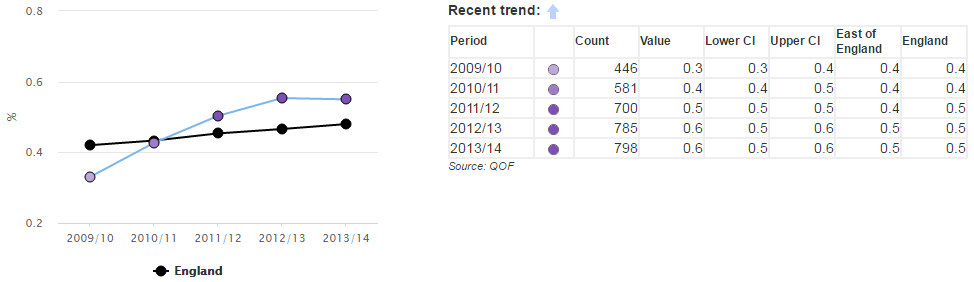 0.8
0.6
0.4
0.2
%
2009/10 2010/11 2011/12 2012/13 2013/14
England
Recent trend:
Period Count Value Lower CI Upper CI East of England England
2009/10 446 0.3 0.3 0.4 0.4 0.4
2010/11 581 0.4 0.4 0.5 0.4 0.4
2011/12 700 0.5 0.5 0.5 0.4 0.5
2012/13 785 0.6 0.5 0.6 0.5 0.5
2013/14 798 0.6 0.5 0.6 0.5 0.5
Source: QOF